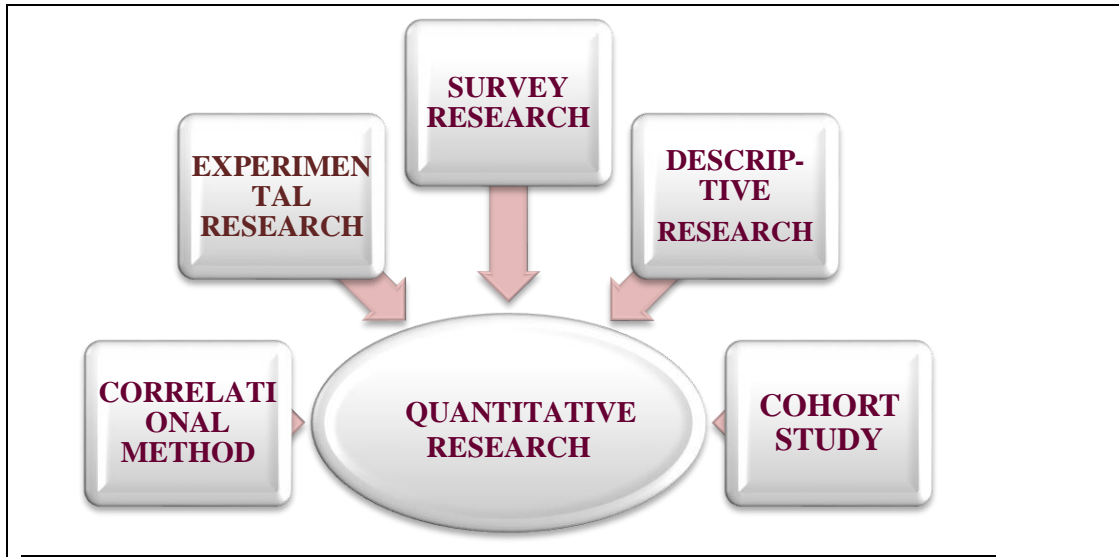 SURVEY
RESEARCH
EXPERIMEN
TAL
RESEARCH
DESCRIP-
TIVE
RESEARCH
CORRELATI
ONAL
METHOD
QUANTITATIVE
RESEARCH
COHORT
STUDY